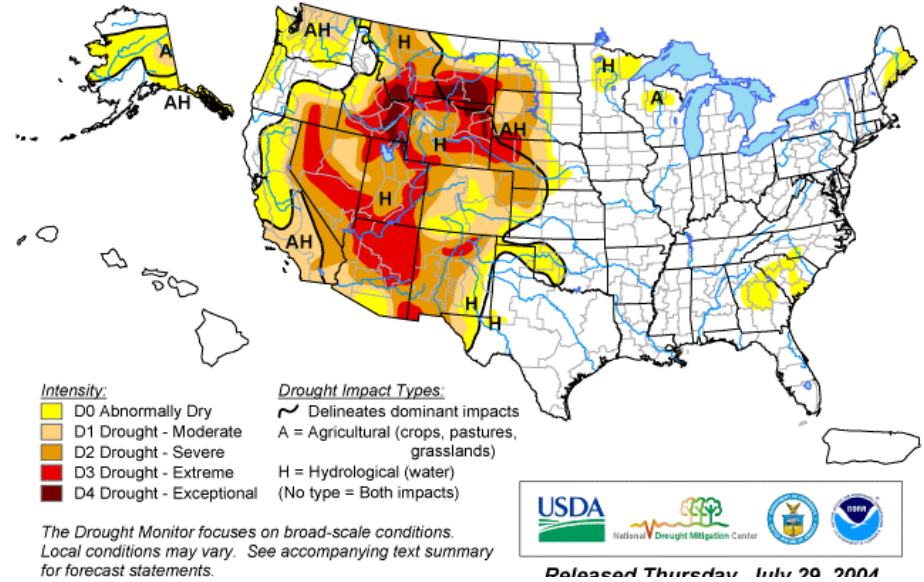 A
AH
AH
H
H
A
AH
H
H
AH
H
H
Intensity:
D0 Abnormally Dry
D1 Drought - Moderate
D2 Drought - Severe
D3 Drought - Extreme
D4 Drought - Exceptional
Drought Impact Types:
Delineates dominant impacts
A = Agricultural (crops, pastures,
grasslands)
H = Hydrological (water)
(No type = Both impacts)
The Drought Monitor focuses on broad-scale conditions.
Local conditions may vary. See accompanying text summary
for forecast statements.
USDA
National Drought Mitigation Center
NOAA
Released Thursday, July 29, 2004